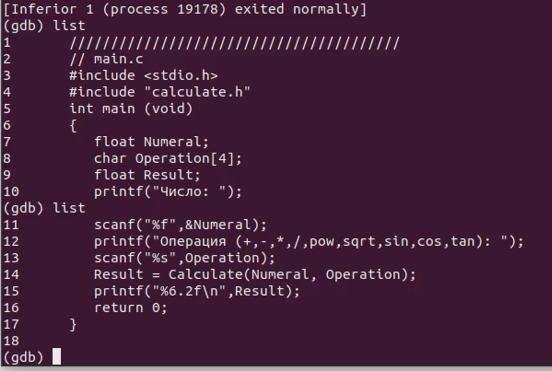 [Inferior 1 (process 19178) exited normally]
(gdb) list
1       ////////////////////////////////////////
2       // main.c
3       #include <stdio.h>
4       #include "calculate.h"
5       int main (void)
6       {
7          float Numeral;
8          char Operation[4];
9          float Result;
10         printf("Число: ");
(gdb) list
11         scanf("%f",&Numeral);
12         printf("Операция (+,-,*,/,pow,sqrt,sin,cos,tan): ");
13         scanf("%s",Operation);
14         Result = Calculate(Numeral, Operation);
15         printf("%6.2f\n",Result);
16         return 0;
17      }
18
(gdb)